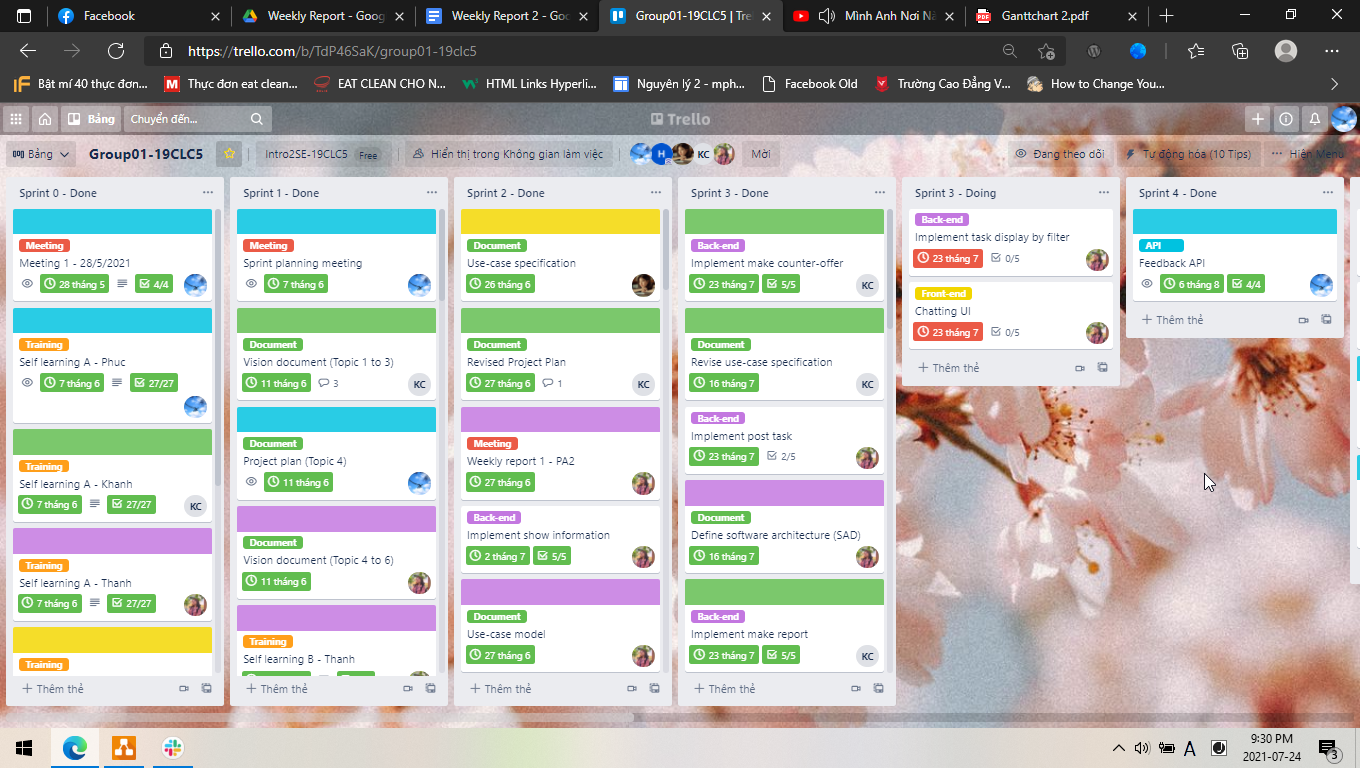 Facebook
Weekly Report - Goog
Weekly Report 2 - Goo
Group01-19CLC5 | Tre
Mình Anh Nơi Nà
Ganttchart 2.pdf
https://trello.com/b/TdP46SaK/group01-19clc5
Bật mí 40 thực đơn...
Thực đơn eat clean...
EAT CLEAN CHO N...
HTML Links Hyperli...
Nguyên lý 2 - mph...
Facebook Old
Trường Cao Đẳng V...
How to Change You...
Bảng
Chuyển đến...
Trello
Bảng
Group01-19CLC5
Intro2SE-19CLC5 Free
Hiển thị trong Không gian làm việc
H
KC
Mời
Đang theo dõi
Tự động hóa (10 Tips)
Hiện Menu
Sprint 0 - Done
Meeting
Meeting 1 - 28/5/2021
28 tháng 5 4/4
Training
Self learning A - Phuc
7 tháng 6 27/27
Training
Self learning A - Khanh
7 tháng 6 27/27 KC
Training
Self learning A - Thanh
7 tháng 6 27/27
Training
Thêm thẻ
Sprint 1 - Done
Meeting
Sprint planning meeting
7 tháng 6
Document
Vision document (Topic 1 to 3)
11 tháng 6 3 KC
Document
Project plan (Topic 4)
11 tháng 6
Document
Vision document (Topic 4 to 6)
11 tháng 6
Training
Self learning B - Thanh
Thêm thẻ
Sprint 2 - Done
Document
Use-case specification
26 tháng 6
Document
Revised Project Plan
27 tháng 6 1 KC
Meeting
Weekly report 1 - PA2
27 tháng 6
Back-end
Implement show information
2 tháng 7 5/5
Document
Use-case model
27 tháng 6
Thêm thẻ
Sprint 3 - Done
Back-end
Implement make counter-offer
23 tháng 7 5/5 KC
Document
Revise use-case specification
16 tháng 7 KC
Back-end
Implement post task
23 tháng 7 2/5
Document
Define software architecture (SAD)
16 tháng 7
Back-end
Implement make report
23 tháng 7 5/5 KC
Thêm thẻ
Sprint 3 - Doing
Back-end
Implement task display by filter
23 tháng 7 0/5
Front-end
Chatting UI
23 tháng 7 0/5
Thêm thẻ
Sprint 4 - Done
API
Feedback API
6 tháng 8 4/4
Thêm thẻ
A
9:30 PM
2021-07-24
3